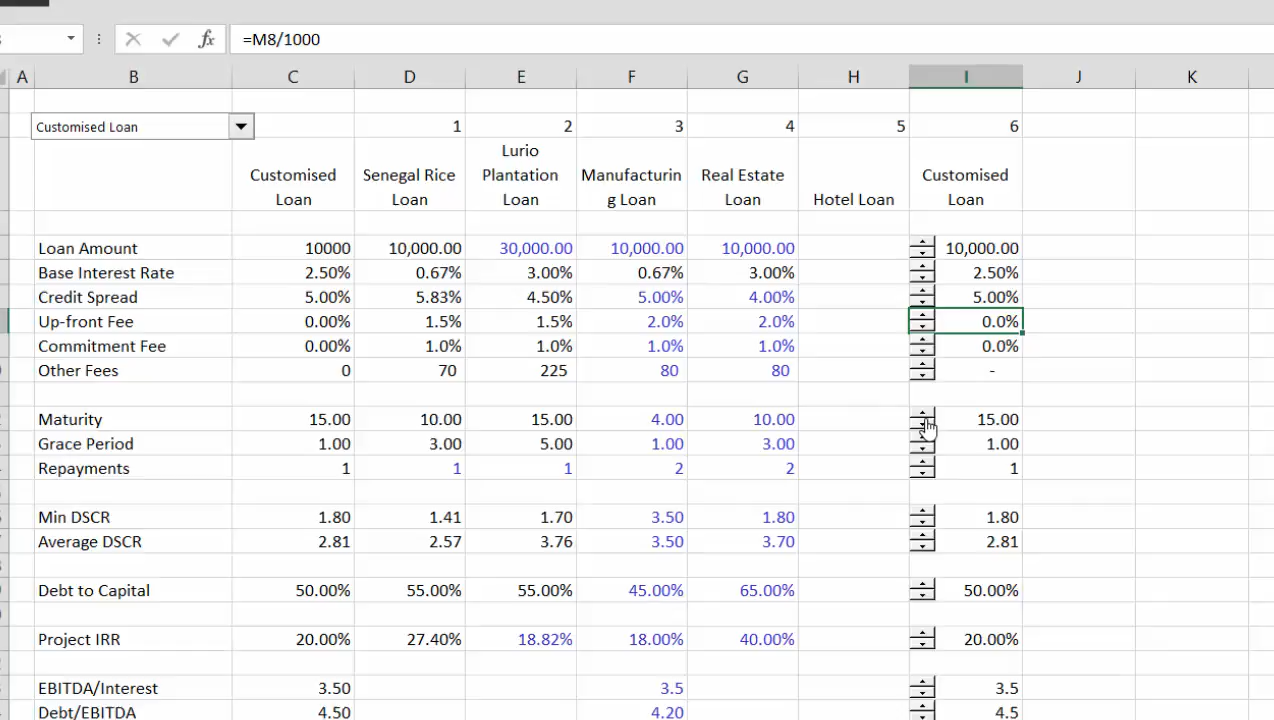 fx =M8/1000
A B C D E F G H I J K
Customised Loan 1 2 3 4 5 6
Lurio
Customised Senegal Rice Plantation Manufacturin Real Estate Customised
Loan Loan Loan g Loan Loan Hotel Loan Loan
Loan Amount 10000 10,000.00 30,000.00 10,000.00 10,000.00 10,000.00
Base Interest Rate 2.50% 0.67% 3.00% 0.67% 3.00% 2.50%
Credit Spread 5.00% 5.83% 4.50% 5.00% 4.00% 5.00%
Up-front Fee 0.00% 1.5% 1.5% 2.0% 2.0% 0.0%
Commitment Fee 0.00% 1.0% 1.0% 1.0% 1.0% 0.0%
Other Fees 0 70 225 80 80 -
Maturity 15.00 10.00 15.00 4.00 10.00 15.00
Grace Period 1.00 3.00 5.00 1.00 3.00 1.00
Repayments 1 1 1 2 2 1
Min DSCR 1.80 1.41 1.70 3.50 1.80 1.80
Average DSCR 2.81 2.57 3.76 3.50 3.70 2.81
Debt to Capital 50.00% 55.00% 55.00% 45.00% 65.00% 50.00%
Project IRR 20.00% 27.40% 18.82% 18.00% 40.00% 20.00%
EBITDA/Interest 3.50 3.5 3.5
Debt/EBITDA 4.50 4.20 4.5